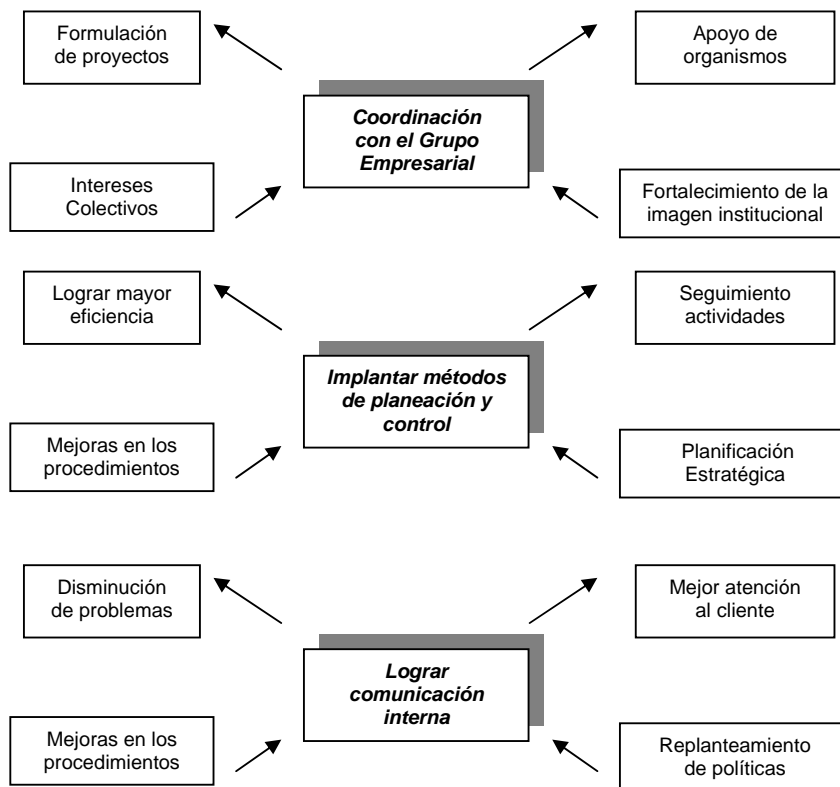 Formulación
de proyectos
Apoyo de
organismos
Coordinación
con el Grupo
Empresarial
Intereses
Colectivos
Fortalecimiento de la
imagen institucional
Lograr mayor
eficiencia
Seguimiento
actividades
Implantar métodos
de planeación y
control
Mejoras en los
procedimientos
Planificación
Estratégica
Disminución
de problemas
Mejor atención
al cliente
Lograr
comunicación
interna
Mejoras en los
procedimientos
Replanteamiento
de políticas